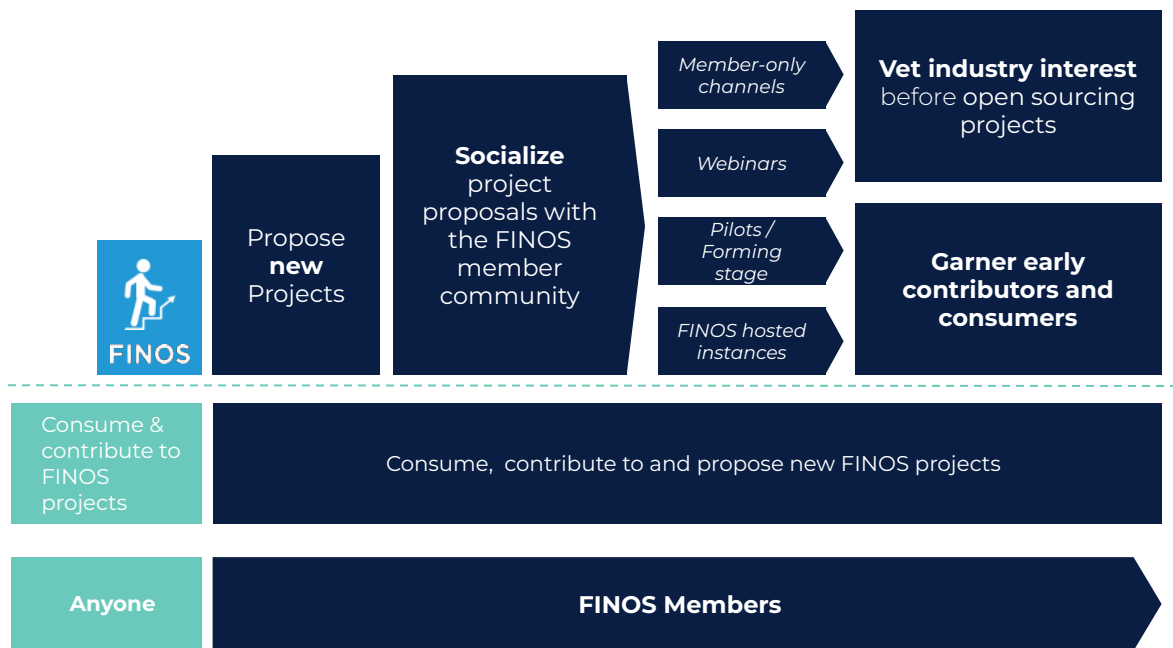 FINOS
Propose
new
Projects
Socialize
project
proposals with
the FINOS
member
community
Member-only
channels
Webinars
Pilots /
Forming
stage
FINOS hosted
instances
Vet industry interest
before open sourcing
projects
Garner early
contributors and
consumers
Consume &
contribute to
FINOS
projects
Consume, contribute to and propose new FINOS projects
Anyone
FINOS Members